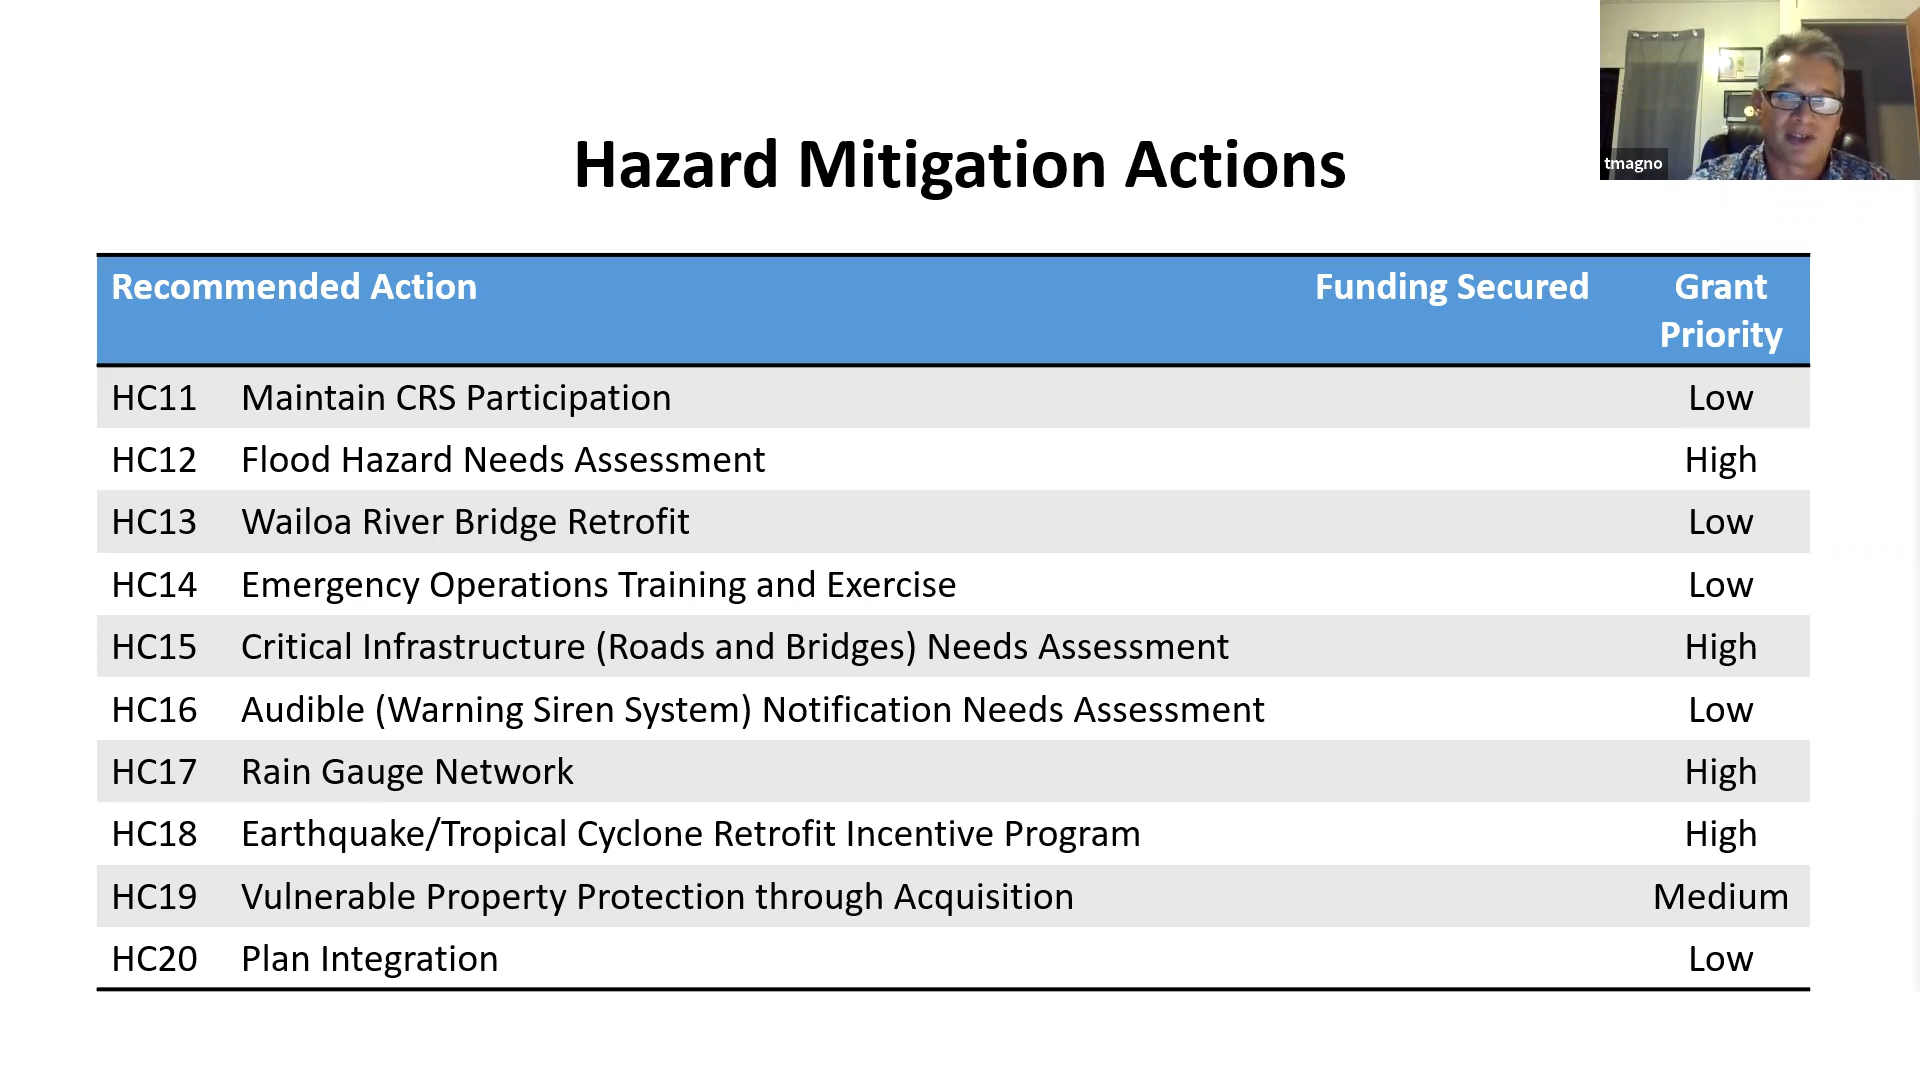 tmagno
Hazard Mitigation Actions
Recommended Action Funding Secured Grant
Priority
HC11 Maintain CRS Participation Low
HC12 Flood Hazard Needs Assessment High
HC13 Wailoa River Bridge Retrofit Low
HC14 Emergency Operations Training and Exercise Low
HC15 Critical Infrastructure (Roads and Bridges) Needs Assessment High
HC16 Audible (Warning Siren System) Notification Needs Assessment Low
HC17 Rain Gauge Network High
HC18 Earthquake/Tropical Cyclone Retrofit Incentive Program High
HC19 Vulnerable Property Protection through Acquisition Medium
HC20 Plan Integration Low